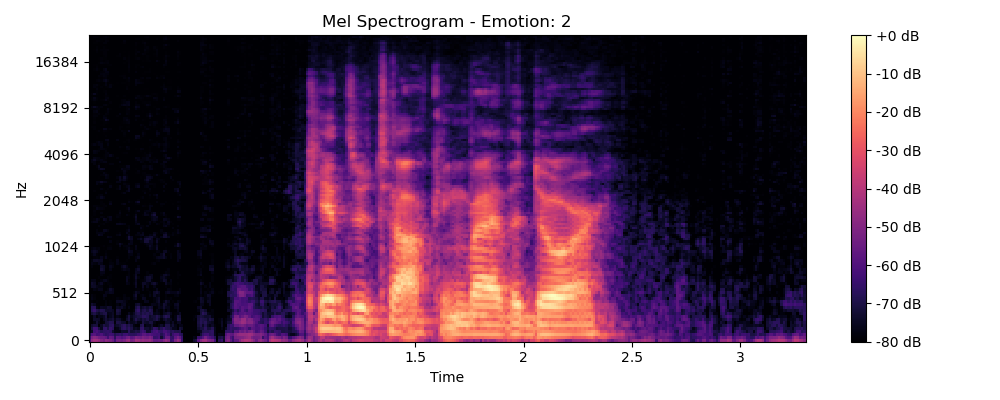 Mel Spectrogram - Emotion: 2
Hz
16384
8192
4096
2048
1024
512
0
0 0.5 1 1.5 2 2.5 3
Time
+0 dB
-10 dB
-20 dB
-30 dB
-40 dB
-50 dB
-60 dB
-70 dB
-80 dB